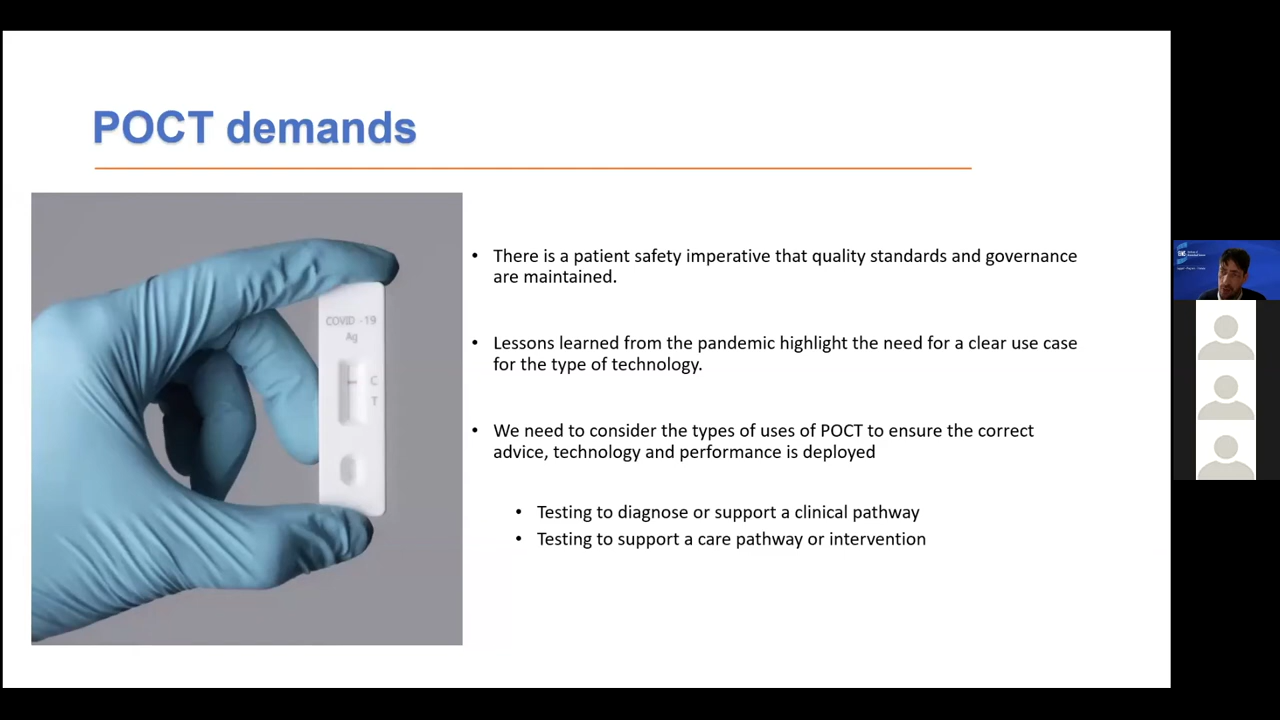 POCT demands
• There is a patient safety imperative that quality standards and governance
are maintained.
• Lessons learned from the pandemic highlight the need for a clear use case
for the type of technology.
• We need to consider the types of uses of POCT to ensure the correct
advice, technology and performance is deployed
• Testing to diagnose or support a clinical pathway
• Testing to support a care pathway or intervention
COVID -19
Ag
C
T